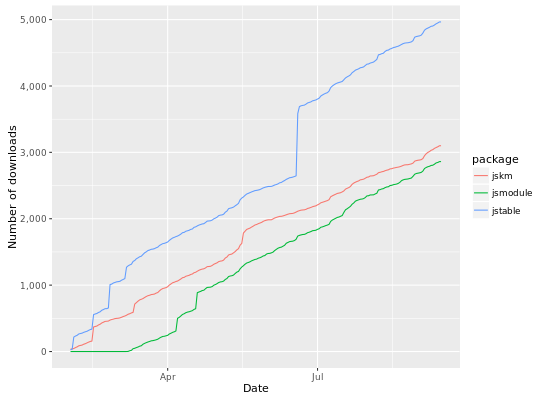 Number of downloads
5,000
4,000
3,000
2,000
1,000
0
Apr
Jul
Date
package
jskm
jsmodule
jstable